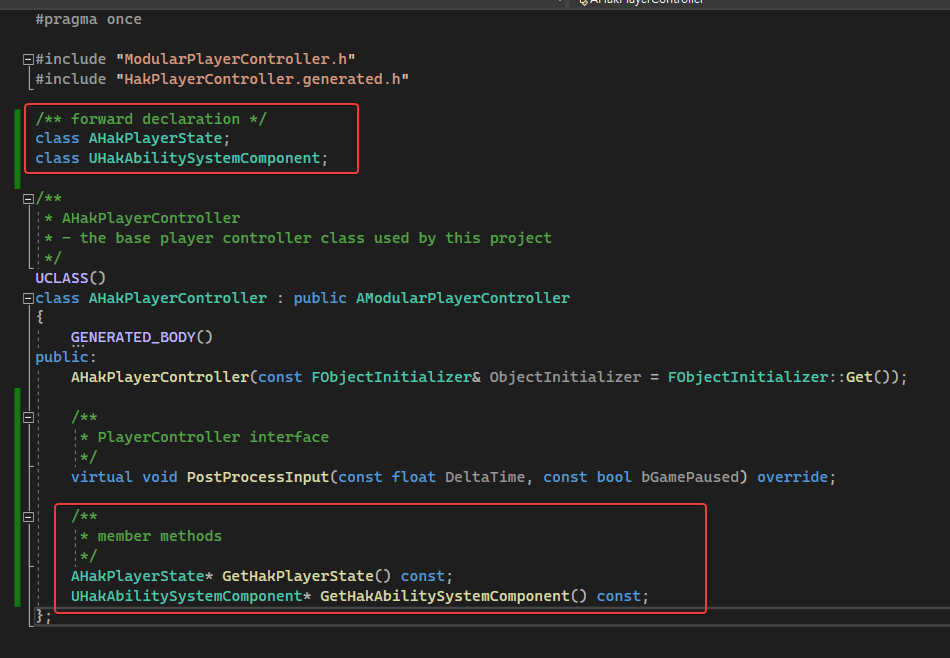 AHakPlayerController
#pragma once
#include "ModularPlayerController.h"
#include "HakPlayerController.generated.h"
/** forward declaration */
class AHakPlayerState;
class UHakAbilitySystemComponent;
/**
* AHakPlayerController
* - the base player controller class used by this project
*/
UCLASS()
class AHakPlayerController : public AModularPlayerController
{
GENERATED_BODY()
public:
AHakPlayerController(const FObjectInitializer& ObjectInitializer = FObjectInitializer::Get());
/**
* PlayerController interface
*/
virtual void PostProcessInput(const float DeltaTime, const bool bGamePaused) override;
/**
* member methods
*/
AHakPlayerState* GetHakPlayerState() const;
UHakAbilitySystemComponent* GetHakAbilitySystemComponent() const;
};